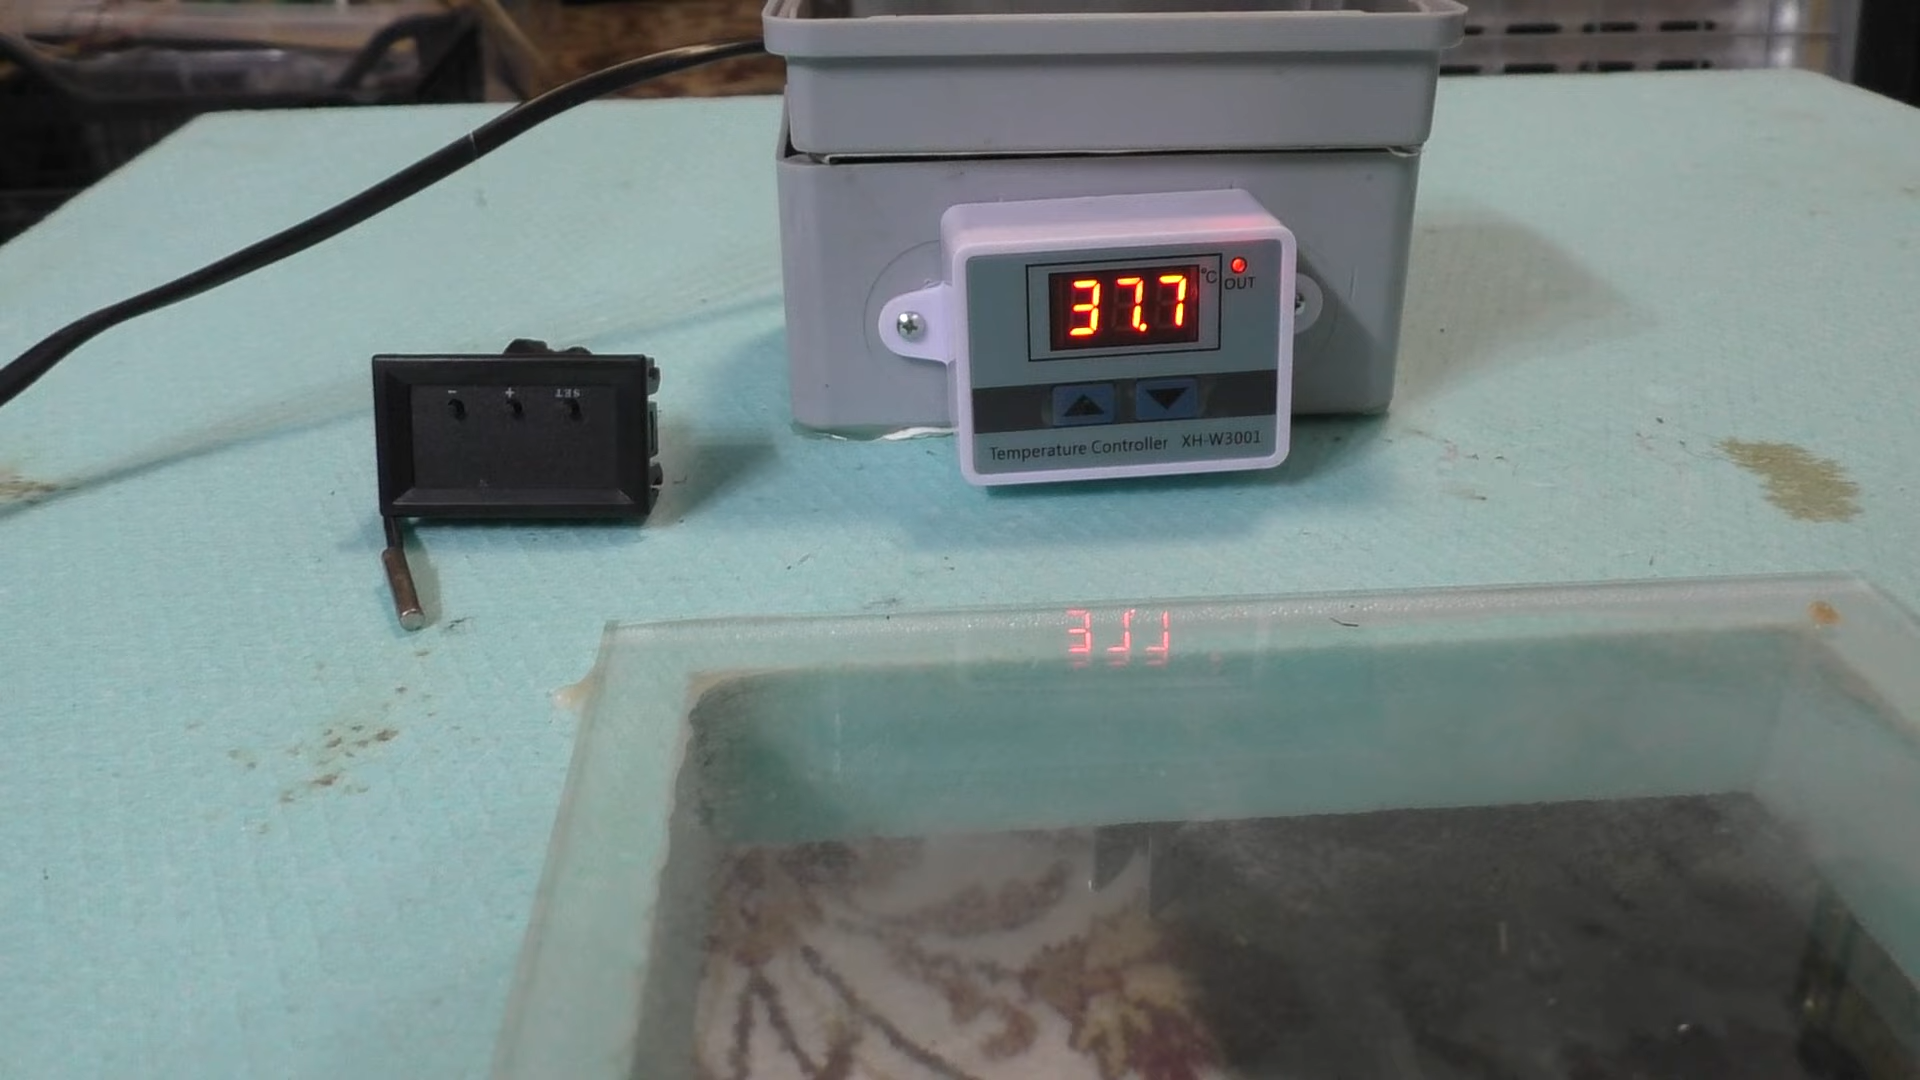 37.7
°C
OUT
Temperature Controller XH-W3001
- + SET